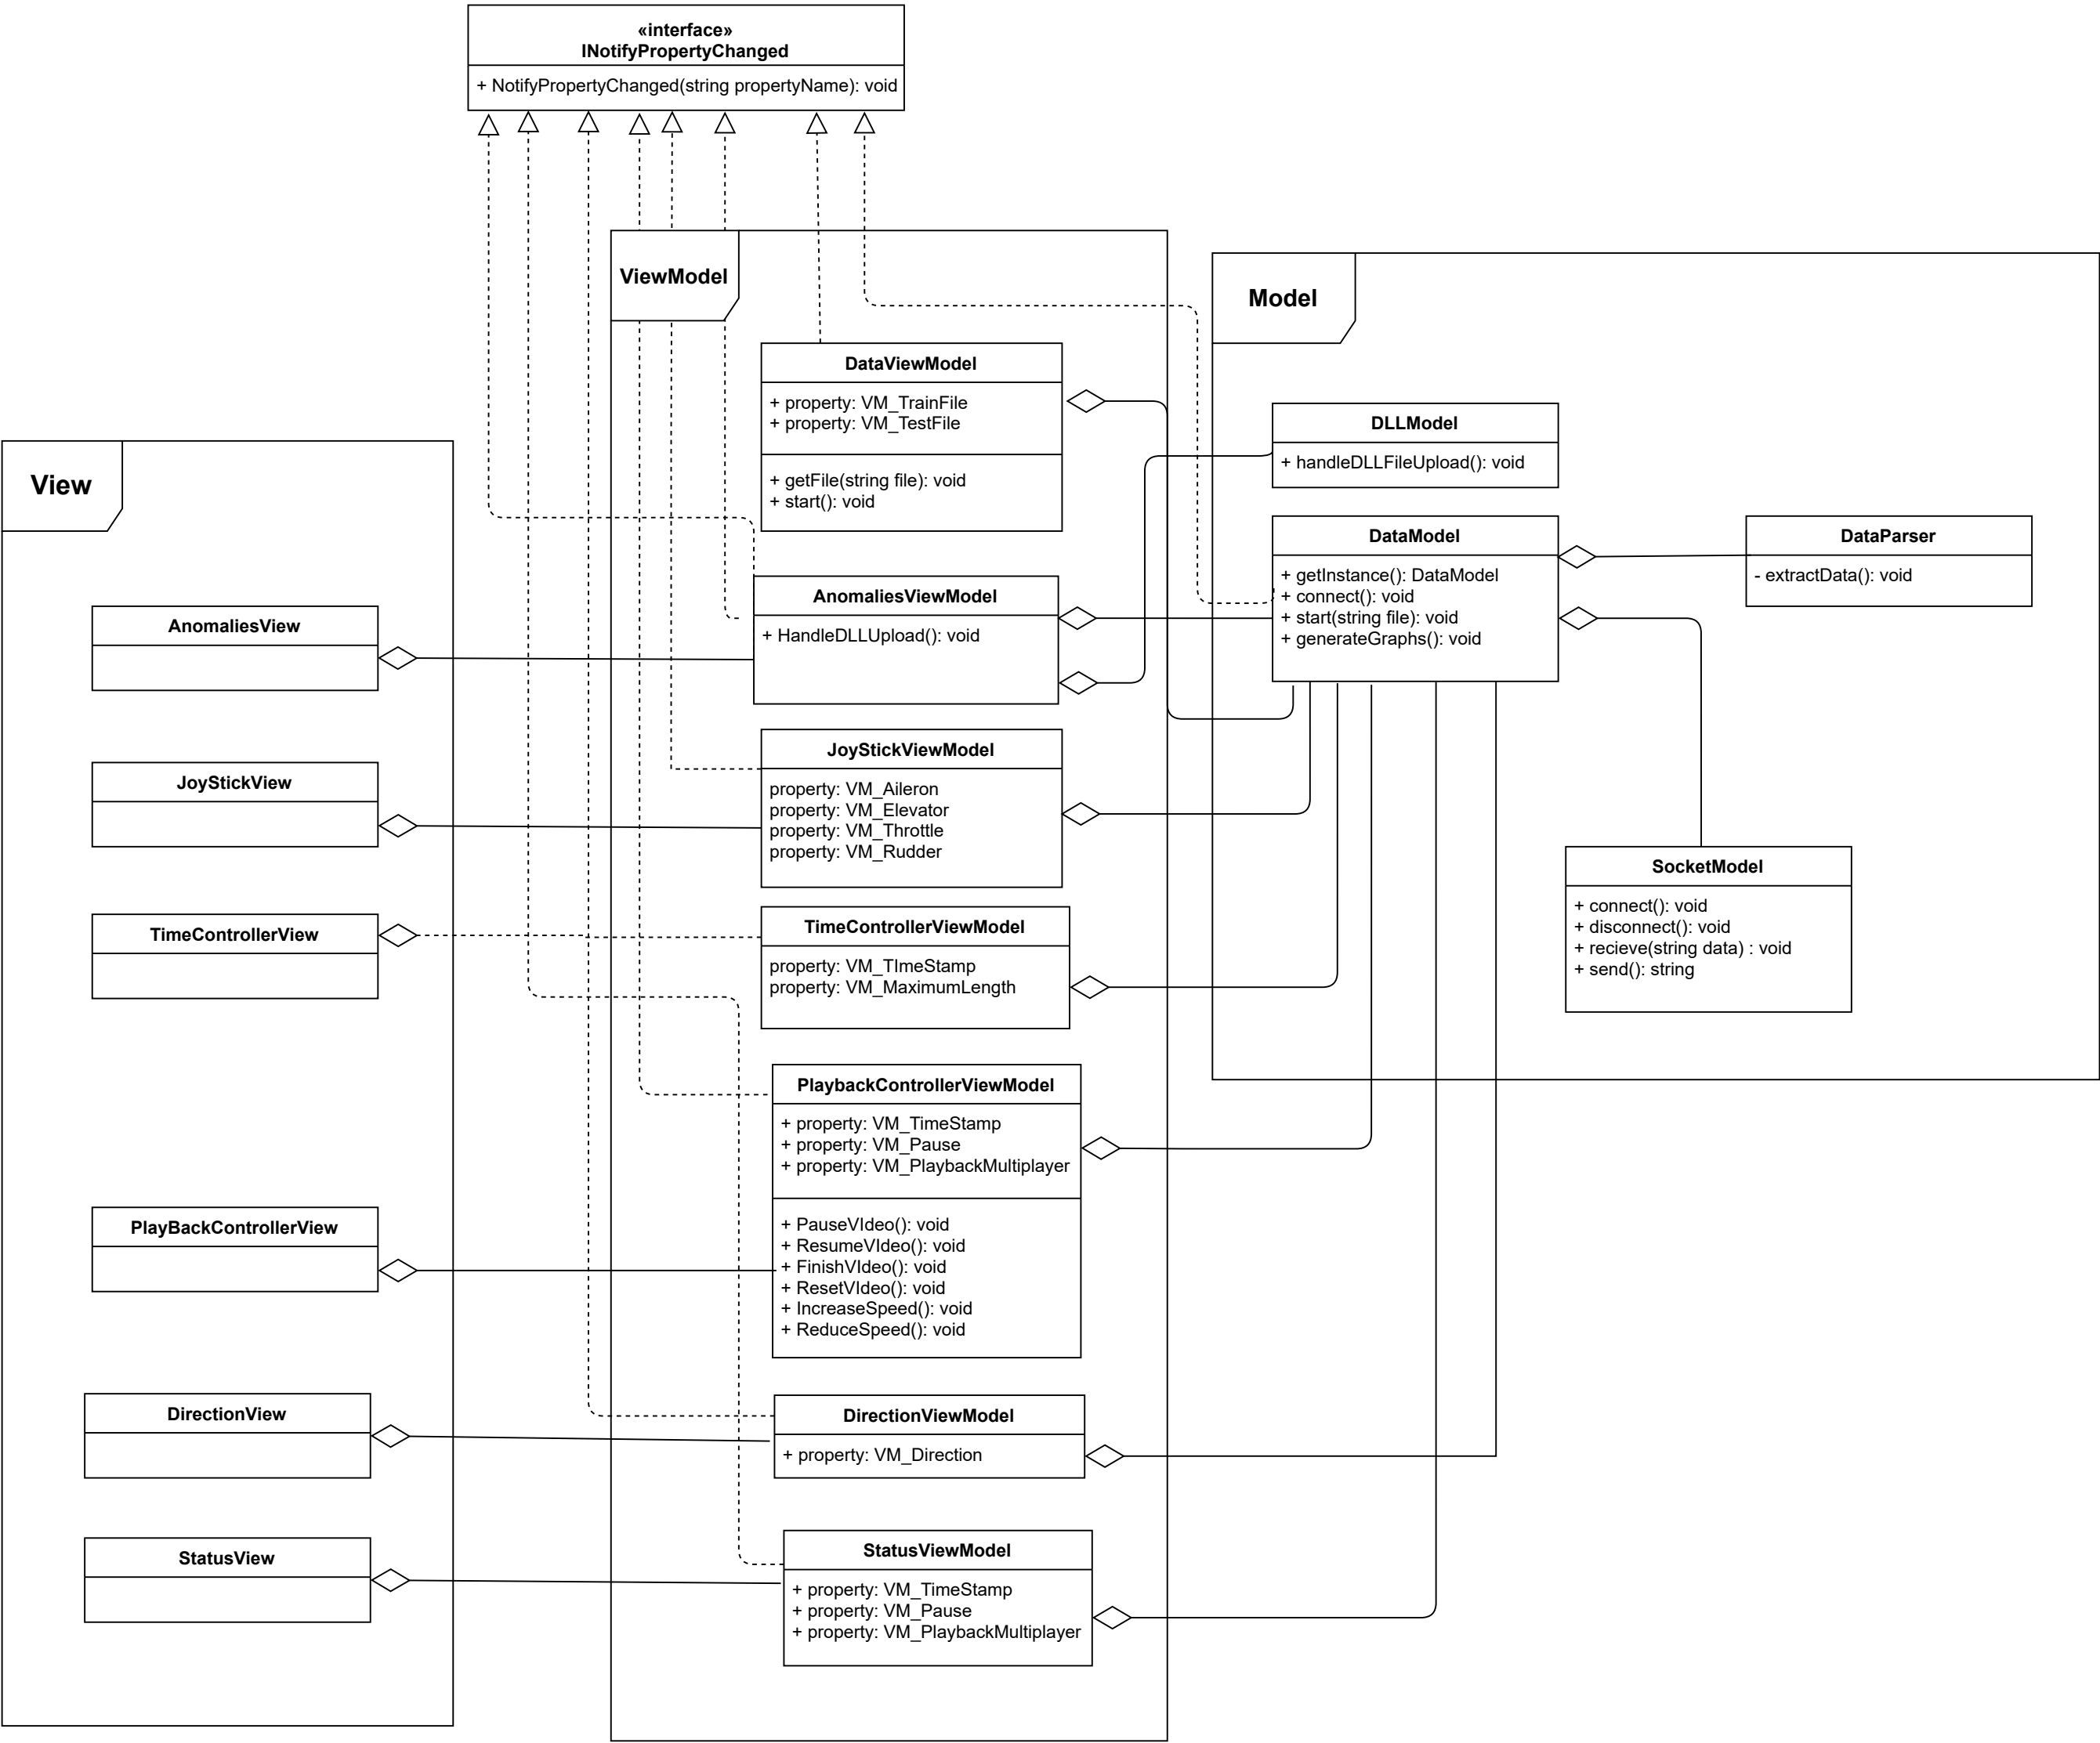 «interface»
INotifyPropertyChanged
+ NotifyPropertyChanged(string propertyName): void
ViewModel
Model
View
DataViewModel
+ property: VM_TrainFile
+ property: VM_TestFile
+ getFile(string file): void
+ start(): void
DLLModel
+ handleDLLFileUpload(): void
DataModel
+ getInstance(): DataModel
+ connect(): void
+ start(string file): void
+ generateGraphs(): void
DataParser
- extractData(): void
AnomaliesView
AnomaliesViewModel
+ HandleDLLUpload(): void
JoyStickView
JoyStickViewModel
property: VM_Aileron
property: VM_Elevator
property: VM_Throttle
property: VM_Rudder
SocketModel
+ connect(): void
+ disconnect(): void
+ recieve(string data) : void
+ send(): string
TimeControllerView
TimeControllerViewModel
property: VM_TImeStamp
property: VM_MaximumLength
PlaybackControllerViewModel
+ property: VM_TimeStamp
+ property: VM_Pause
+ property: VM_PlaybackMultiplayer
+ PauseVIdeo(): void
+ ResumeVIdeo(): void
+ FinishVIdeo(): void
+ ResetVIdeo(): void
+ IncreaseSpeed(): void
+ ReduceSpeed(): void
PlayBackControllerView
DirectionView
DirectionViewModel
+ property: VM_Direction
StatusView
StatusViewModel
+ property: VM_TimeStamp
+ property: VM_Pause
+ property: VM_PlaybackMultiplayer